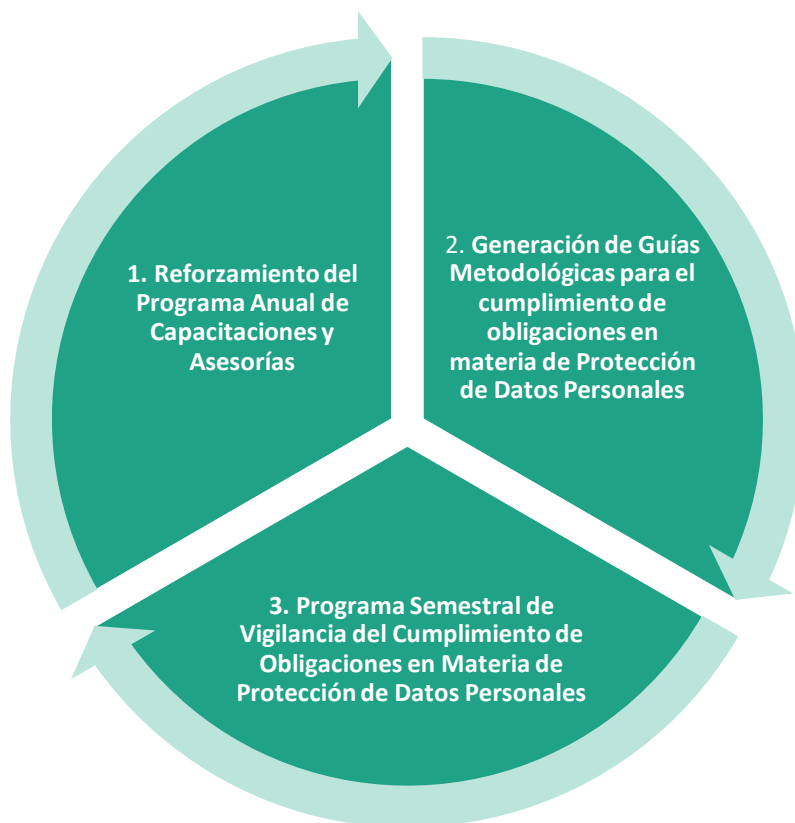 1. Reforzamiento del
Programa Anual de
Capacitaciones y
Asesorías
2. Generación de Guías
Metodológicas para el
cumplimiento de
obligaciones en
materia de Protección
de Datos Personales
3. Programa Semestral de
Vigilancia del Cumplimiento de
Obligaciones en Materia de
Protección de Datos Personales